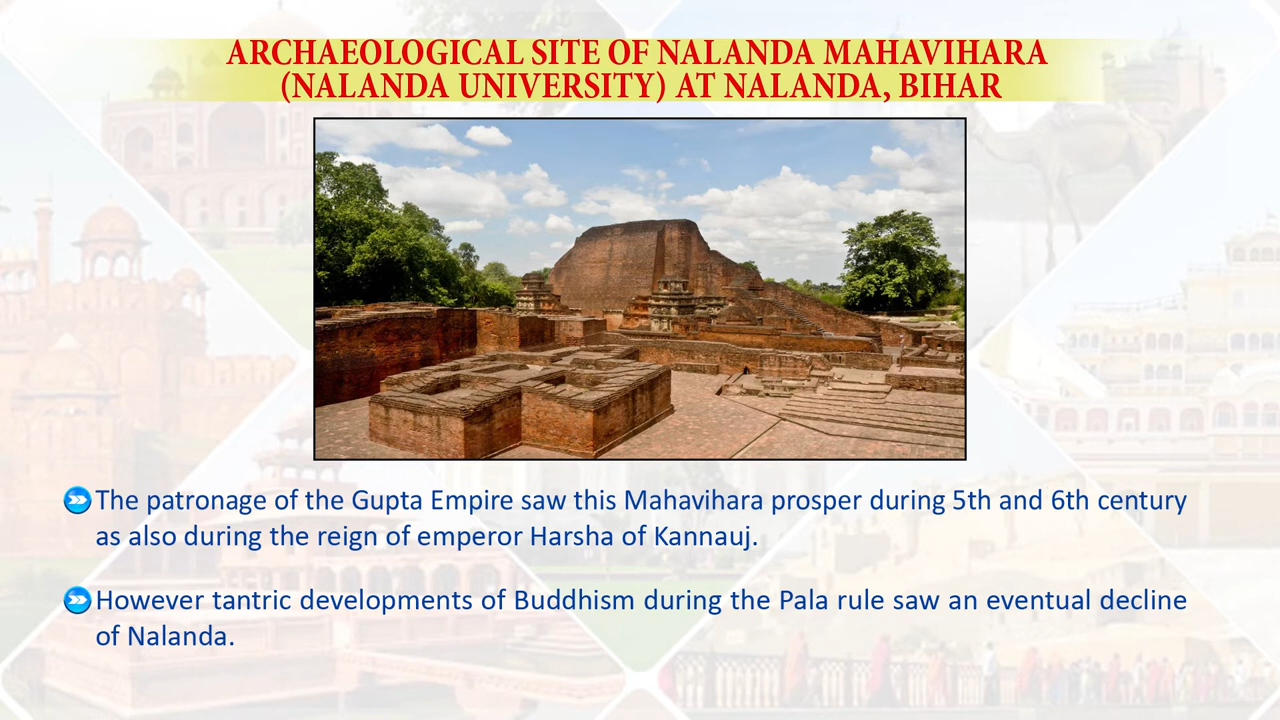 ARCHAEOLOGICAL SITE OF NALANDA MAHAVIHARA
(NALANDA UNIVERSITY) AT NALANDA, BIHAR
The patronage of the Gupta Empire saw this Mahavihara prosper during 5th and 6th century
as also during the reign of emperor Harsha of Kannauj.
However tantric developments of Buddhism during the Pala rule saw an eventual decline
of Nalanda.